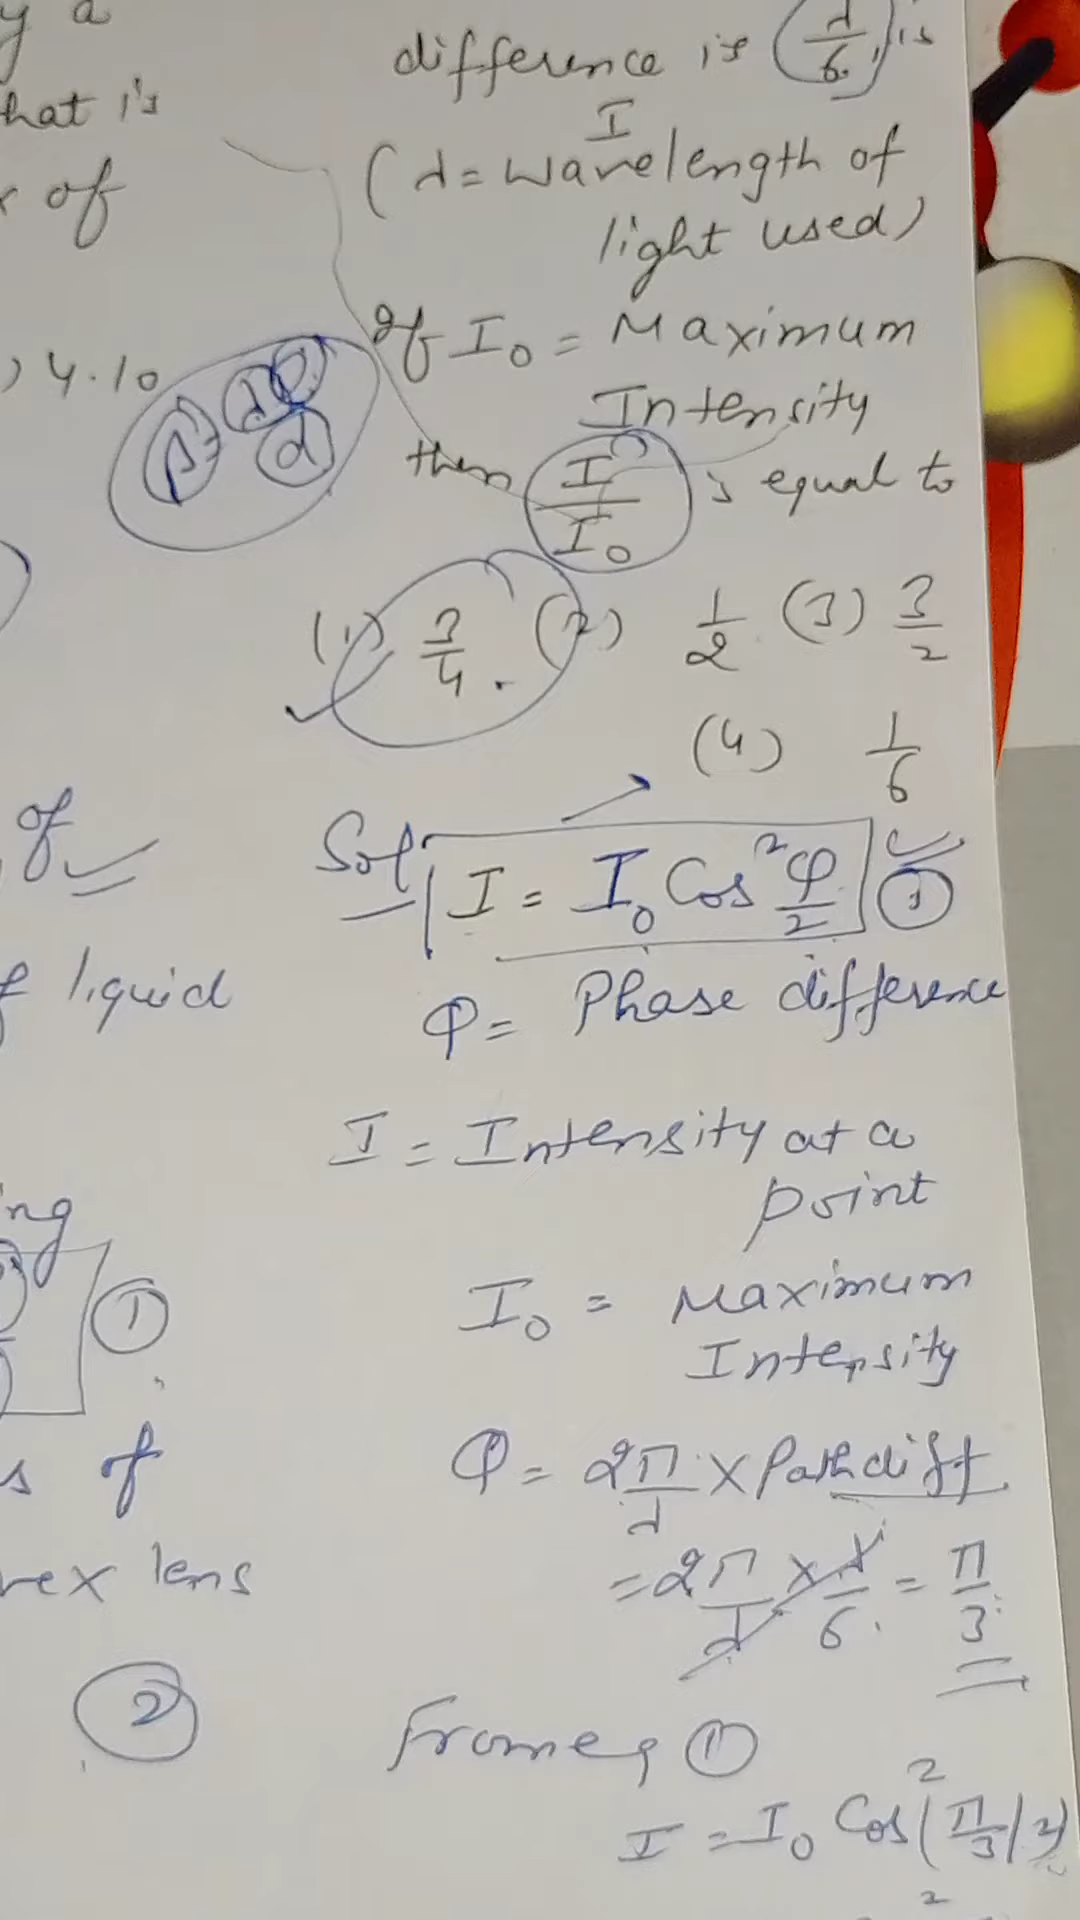 y a
hat is
of
) 4.10
β = λD/d
of
f liquid
ng
①
s of
vex lens
②
difference is (λ/6) is
I
(λ = wavelength of
light used)
If I₀ = Maximum
Intensity
then I/I₀ is equal to
(1) 3/4. (2) 1/2 (3) 3/2
(4) 1/6
Sol I = I₀ Cos² φ/2 ①
φ = Phase difference
I = Intensity at a
point
I₀ = Maximum
Intensity
φ = 2π/λ × Path diff
= 2π/λ × λ/6 = π/3
From eq ①
I = I₀ Cos² (π/3/2)
2